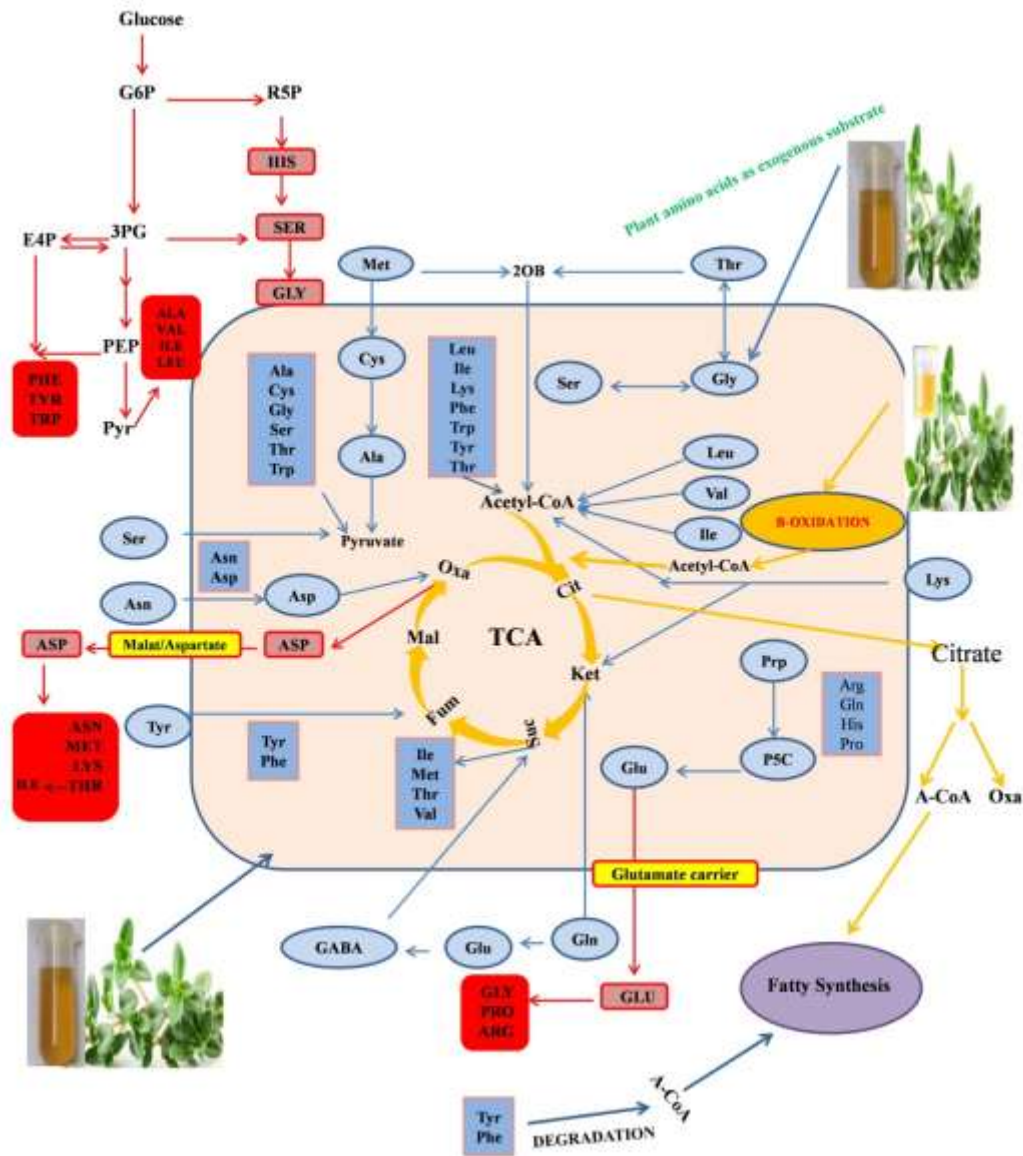 Glucose
G6P
R5P
HIS
Plant amino acids as exogenous substrate
E4P
3PG
SER
Met
2OB
Thr
GLY
ALA
VAL
ILE
LEU
PEP
PHE
TYR
TRP
Pyr
Ala
Cys
Gly
Ser
Thr
Trp
Cys
Ala
Leu
Ile
Lys
Phe
Trp
Tyr
Thr
Ser
Gly
Leu
Val
Ile
Acetyl-CoA
B-OXIDATION
Ser
Pyruvate
Acetyl-CoA
Lys
Asn
Asp
Asn
Asp
Oxa
Cit
TCA
Mal
Ket
Fum
Suc
ASP
Malat/Aspartate
ASP
Citrate
Prp
Arg
Gln
His
Pro
ASN
MET
LYS
ILE <--THR
Tyr
Tyr
Phe
Ile
Met
Thr
Val
Glu
P5C
A-CoA
Oxa
Glutamate carrier
GABA
Glu
Gln
GLY
PRO
ARG
GLU
Fatty Synthesis
Tyr
Phe
DEGRADATION
A-CoA